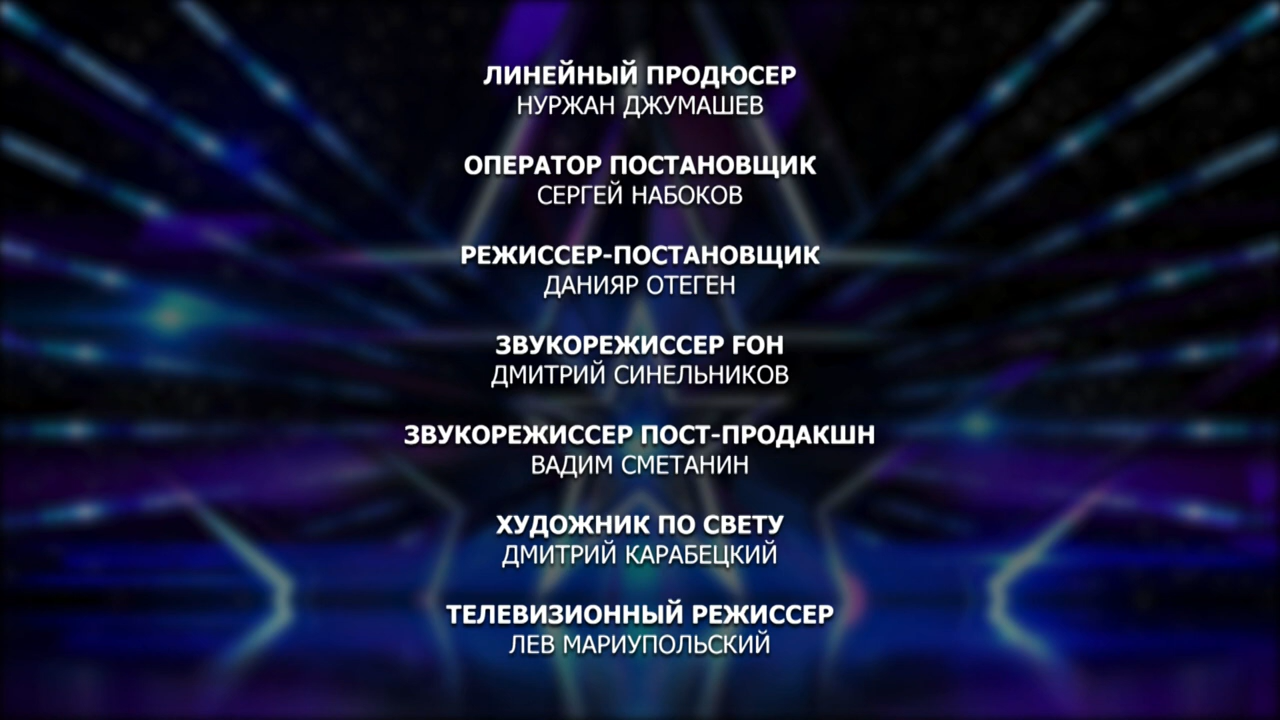 ЛИНЕЙНЫЙ ПРОДЮСЕР
НУРЖАН ДЖУМАШЕВ
ОПЕРАТОР ПОСТАНОВЩИК
СЕРГЕЙ НАБОКОВ
РЕЖИССЕР-ПОСТАНОВЩИК
ДАНИЯР ОТЕГЕН
ЗВУКОРЕЖИССЕР FOH
ДМИТРИЙ СИНЕЛЬНИКОВ
ЗВУКОРЕЖИССЕР ПОСТ-ПРОДАКШН
ВАДИМ СМЕТАНИН
ХУДОЖНИК ПО СВЕТУ
ДМИТРИЙ КАРАБЕЦКИЙ
ТЕЛЕВИЗИОННЫЙ РЕЖИССЕР
ЛЕВ МАРИУПОЛЬСКИЙ